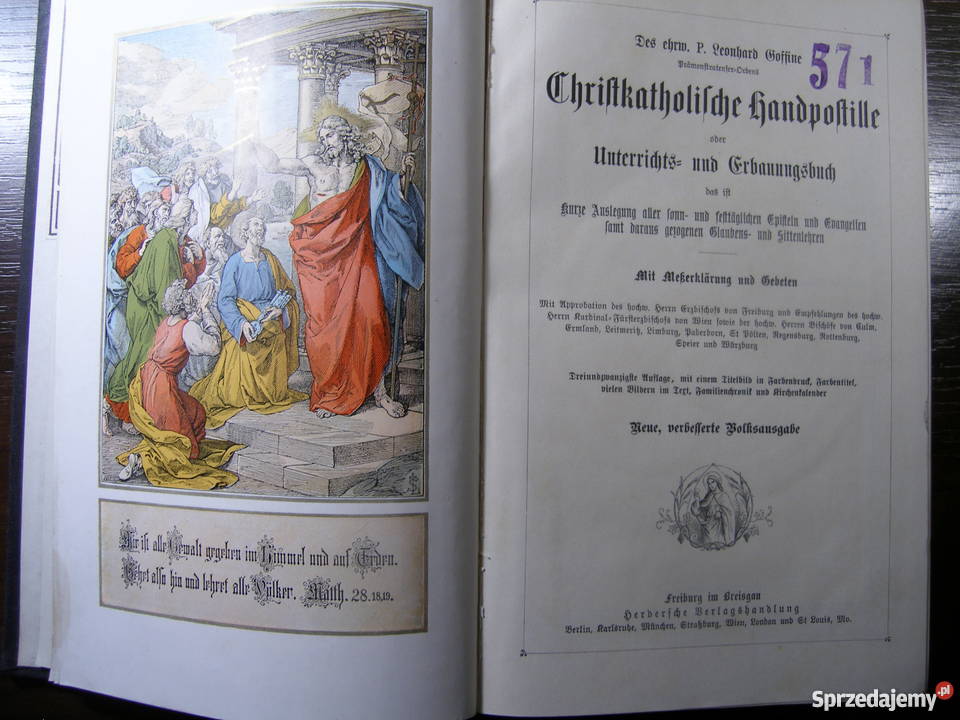 Mir ist alle Gewalt gegeben im Himmel und auf Erden.
Gehet also hin und lehret alle Völker. Matth. 28.18,19.
Des ehrw. P. Leonhard Goffine
Prämonstratenser-Ordens
571
Christkatholische Handpostille
oder
Unterrichts- und Erbauungsbuch
das ist
Kurze Auslegung aller sonn- und festtäglichen Episteln und Evangelien
samt daraus gezogenen Glaubens- und Sittenlehren
Mit Meßerklärung und Gebeten
Mit Approbation des hochw. Herrn Erzbischofs von Freiburg und Empfehlungen des hochw.
Herrn Kardinal-Fürsterzbischofs von Wien sowie der hochw. Herren Bischöfe von Culm,
Ermland, Leitmeritz, Limburg, Paderborn, St Pölten, Regensburg, Rottenburg,
Speier und Würzburg
Dreiundzwanzigste Auflage, mit einem Titelbild in Farbendruck, Farbentitel,
vielen Bildern im Text, Familienchronik und Kirchenkalender
Neue, verbesserte Volksausgabe
Freiburg im Breisgau
Herdersche Verlagshandlung
Berlin, Karlsruhe, München, Straßburg, Wien, London und St Louis, Mo.
Sprzedajemy.pl